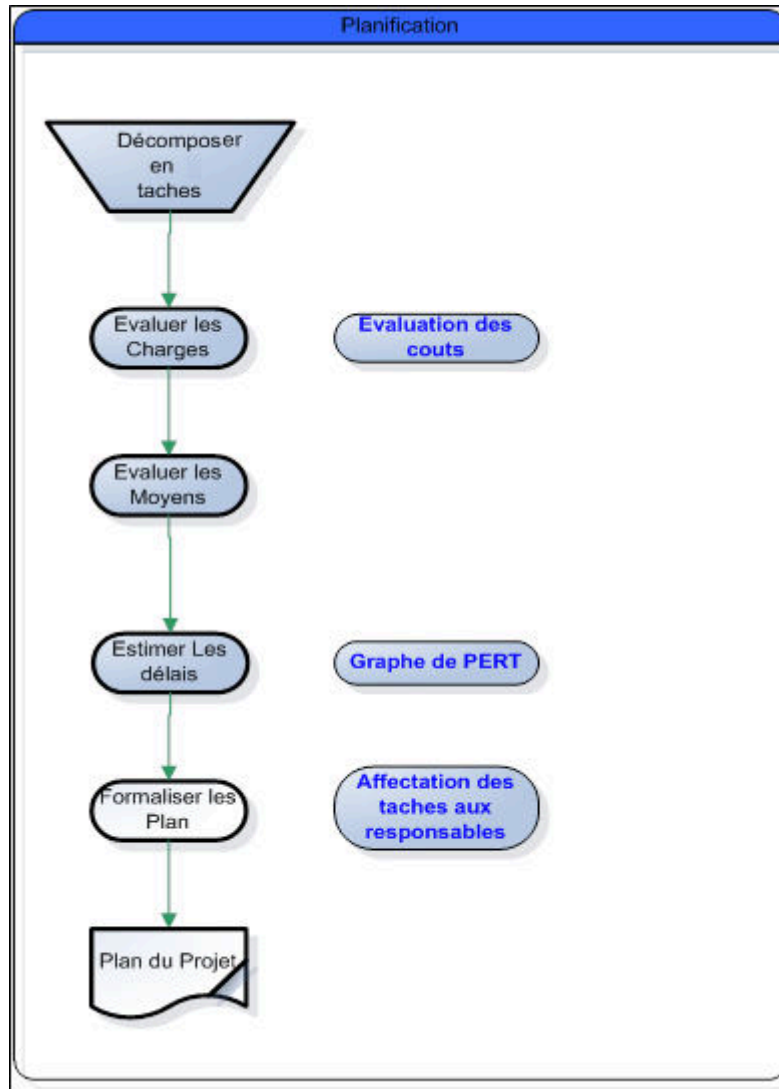 Planification
Décomposer
en
taches
Evaluer les
Charges
Evaluation des
couts
Evaluer les
Moyens
Estimer Les
délais
Graphe de PERT
Formaliser les
Plan
Affectation des
taches aux
responsables
Plan du Projet